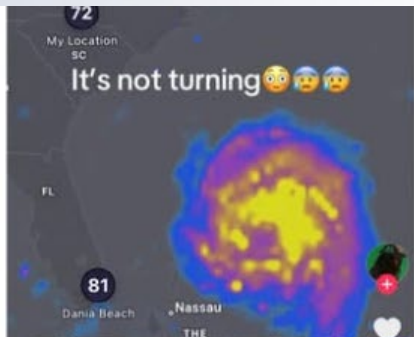 72
My Location
SC
It's not turning😳😰😰
FL
81
Dania Beach
Nassau
THE